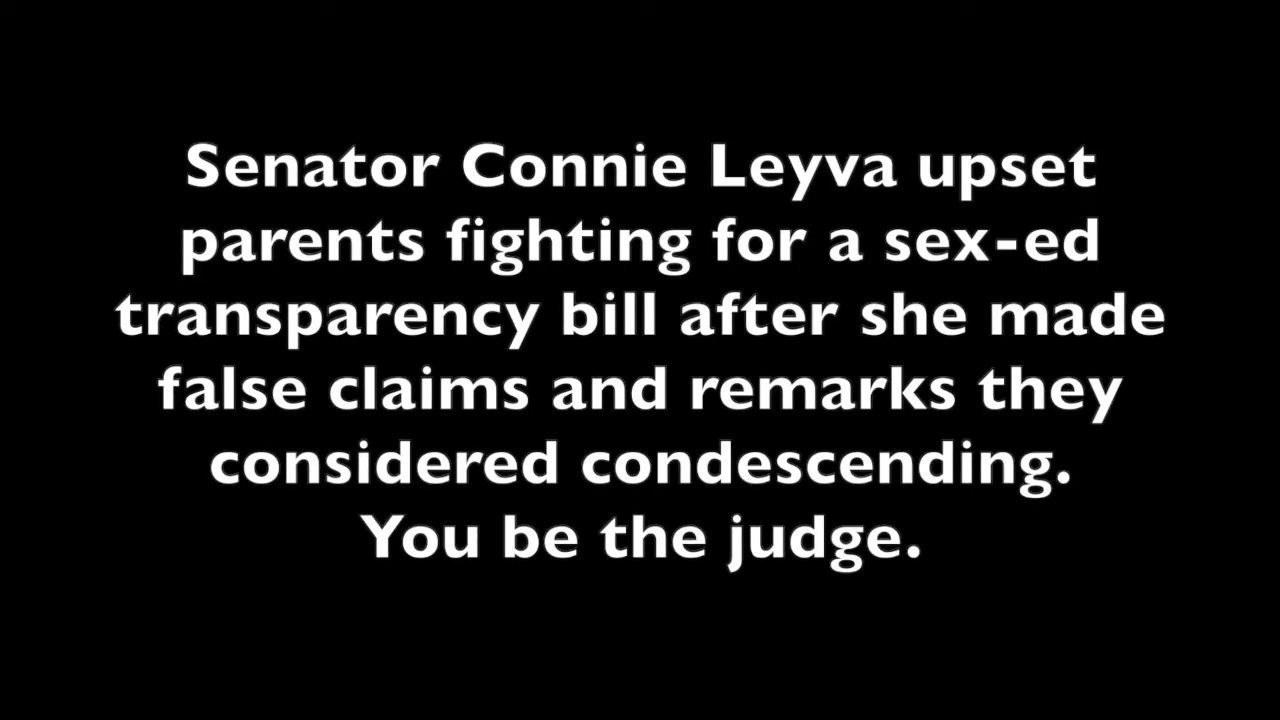 Senator Connie Leyva upset
parents fighting for a sex-ed
transparency bill after she made
false claims and remarks they
considered condescending.
You be the judge.